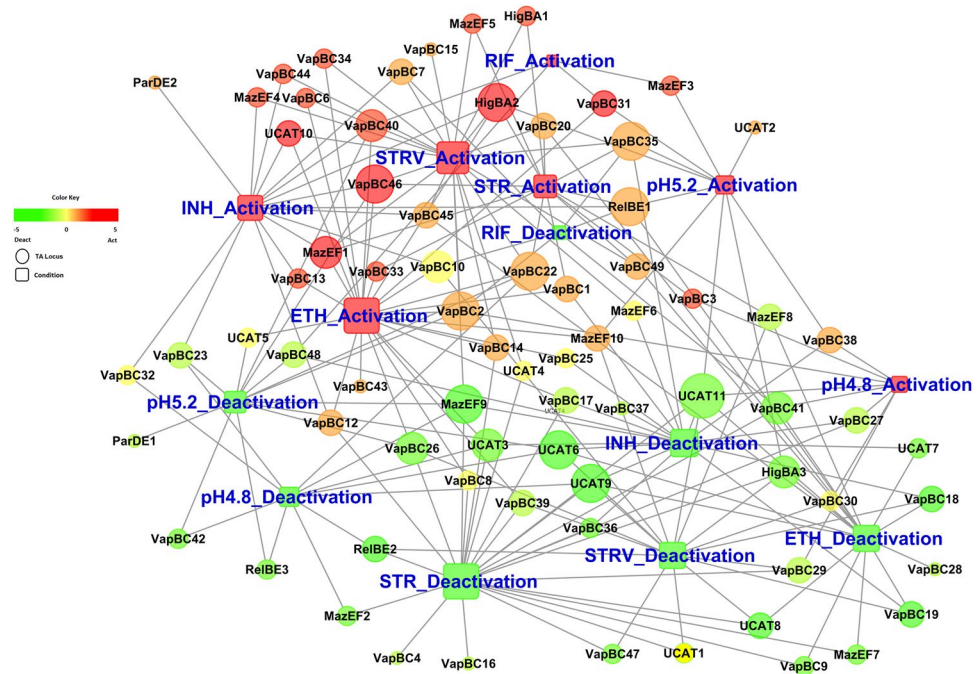 HigBA1
MazEF5
VapBC15
VapBC34
RIF_Activation
VapBC44
VapBC7
ParDE2
MazEF3
MazEF4
VapBC6
HigBA2
VapBC31
UCAT10
VapBC40
VapBC20
UCAT2
VapBC35
STRV_Activation
VapBC46
STR_Activation
pH5.2_Activation
Color Key
INH_Activation
RelBE1
-5
0
5
VapBC45
Deact
Act
RIF_Deactivation
TA Locus
MazEF1
VapBC10
VapBC49
Condition
VapBC13
VapBC33
VapBC22
VapBC1
VapBC3
VapBC2
MazEF6
ETH_Activation
MazEF8
UCAT5
MazEF10
VapBC38
VapBC23
VapBC48
VapBC14
VapBC25
UCAT4
VapBC32
VapBC43
pH4.8_Activation
pH5.2_Deactivation
VapBC17
UCAT4
VapBC37
UCAT11
VapBC41
MazEF9
VapBC12
VapBC27
ParDE1
VapBC26
UCAT3
UCAT6
INH_Deactivation
UCAT7
HigBA3
VapBC8
UCAT9
pH4.8_Deactivation
VapBC39
VapBC30
VapBC18
VapBC36
ETH_Deactivation
VapBC42
RelBE2
STRV_Deactivation
RelBE3
VapBC29
VapBC28
STR_Deactivation
MazEF2
VapBC19
UCAT8
VapBC4
VapBC16
VapBC47
UCAT1
MazEF7
VapBC9